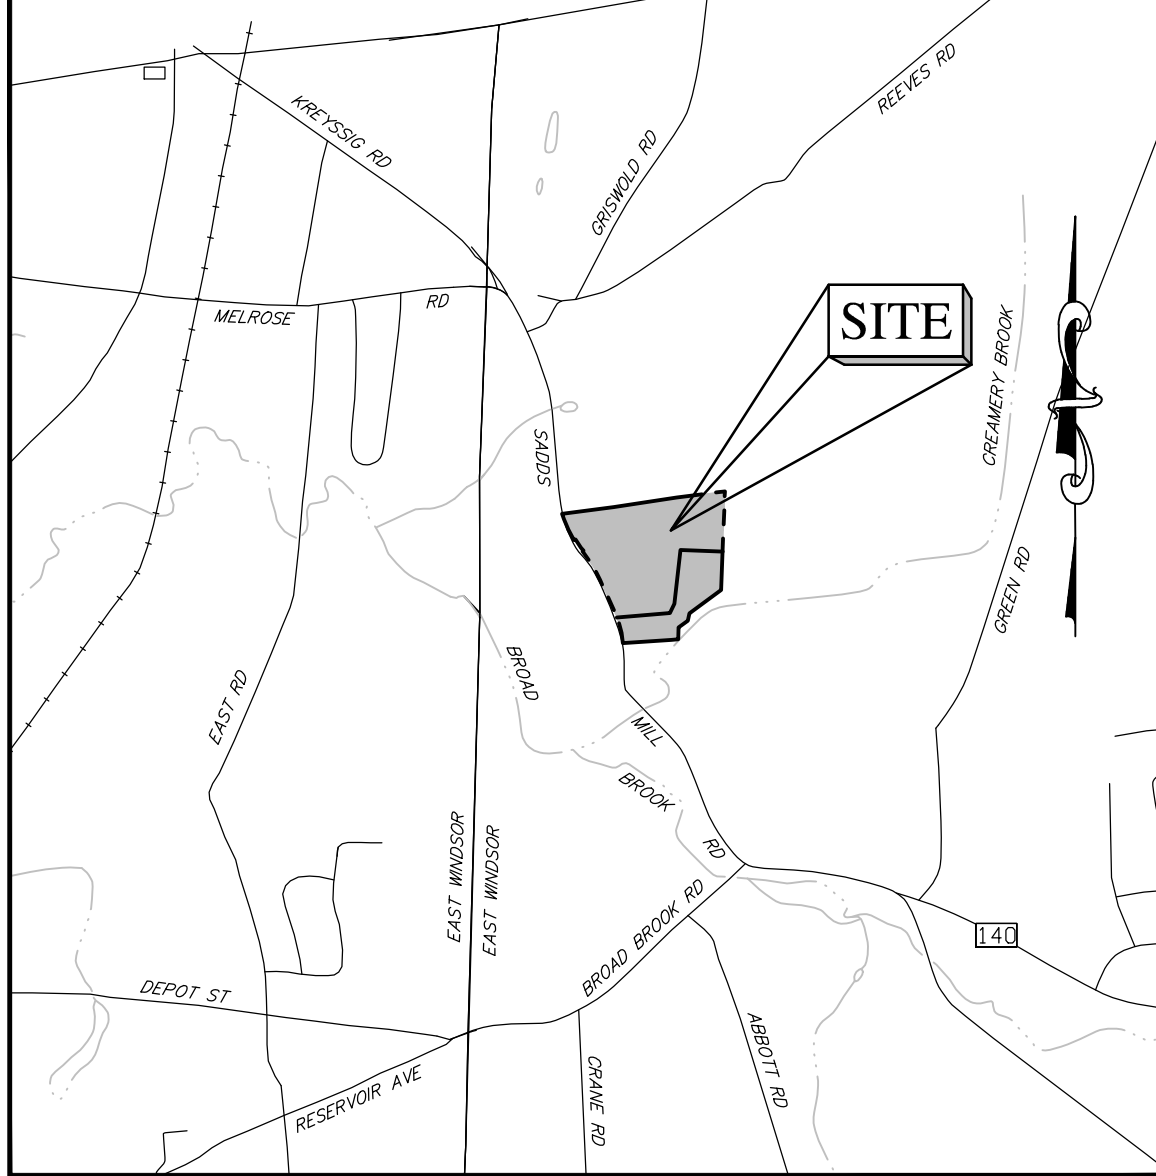 REEVES RD
KREYSSIG RD
GRISWOLD RD
MELROSE
RD
SITE
CREAMERY BROOK
SADDS
GREEN RD
BROAD
EAST RD
MILL
BROOK
RD
EAST WINDSOR
EAST WINDSOR
BROAD BROOK RD
140
DEPOT ST
ABBOTT RD
RESERVOIR AVE
CRANE RD